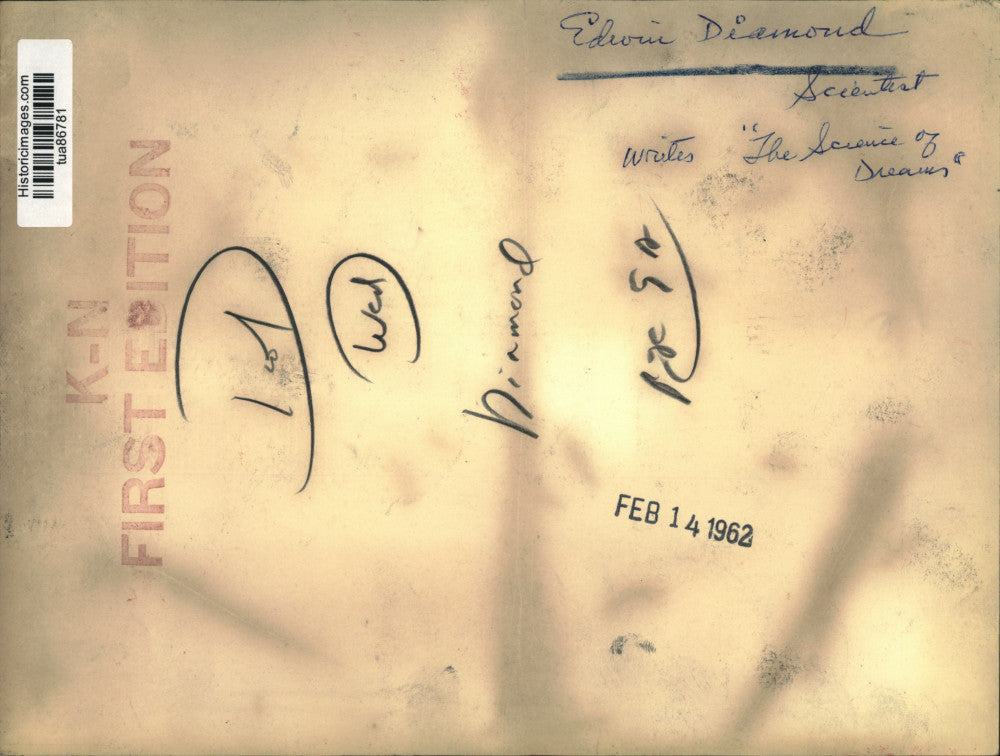 Edwin Diamond
Scientist
writes "The Science of
Dreams"
Historicimages.com
tua86781
K-N
FIRST EDITION
Wed
Diamond
FEB 14 1962